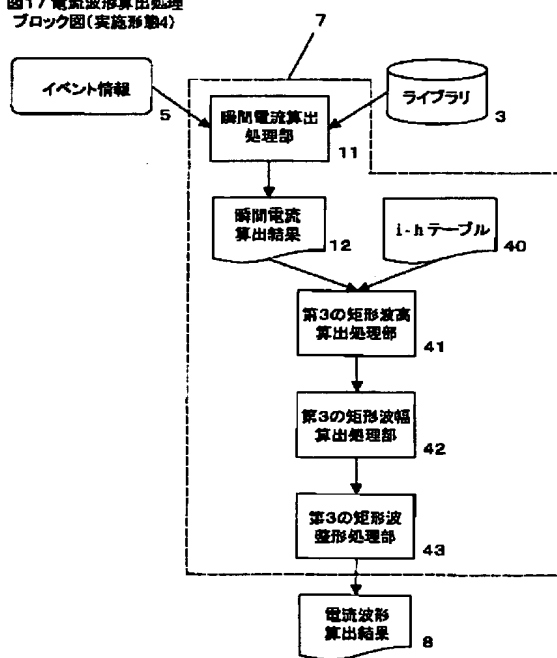 図17 電流波形算出処理
ブロック図(実施形態4)
7
イベント情報
5
ライブラリ
3
瞬間電流算出
処理部
11
瞬間電流
算出結果
12
i-hテーブル
40
第3の矩形波高
算出処理部
41
第3の矩形波幅
算出処理部
42
第3の矩形波
整形処理部
43
電流波形
算出結果
8